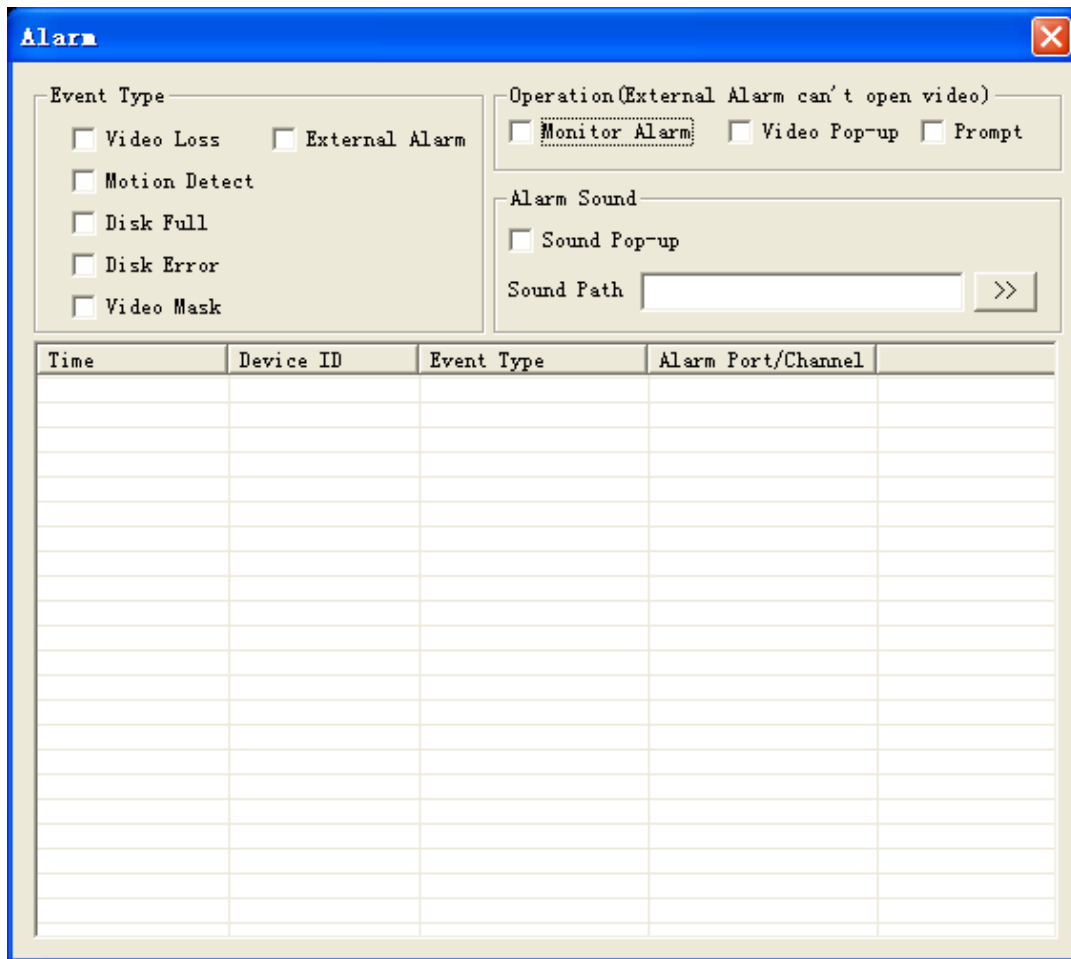 Alarm
Event Type
Video Loss External Alarm
Motion Detect
Disk Full
Disk Error
Video Mask
Operation(External Alarm can't open video)
Monitor Alarm Video Pop-up Prompt
Alarm Sound
Sound Pop-up
Sound Path >>
Time Device ID Event Type Alarm Port/Channel